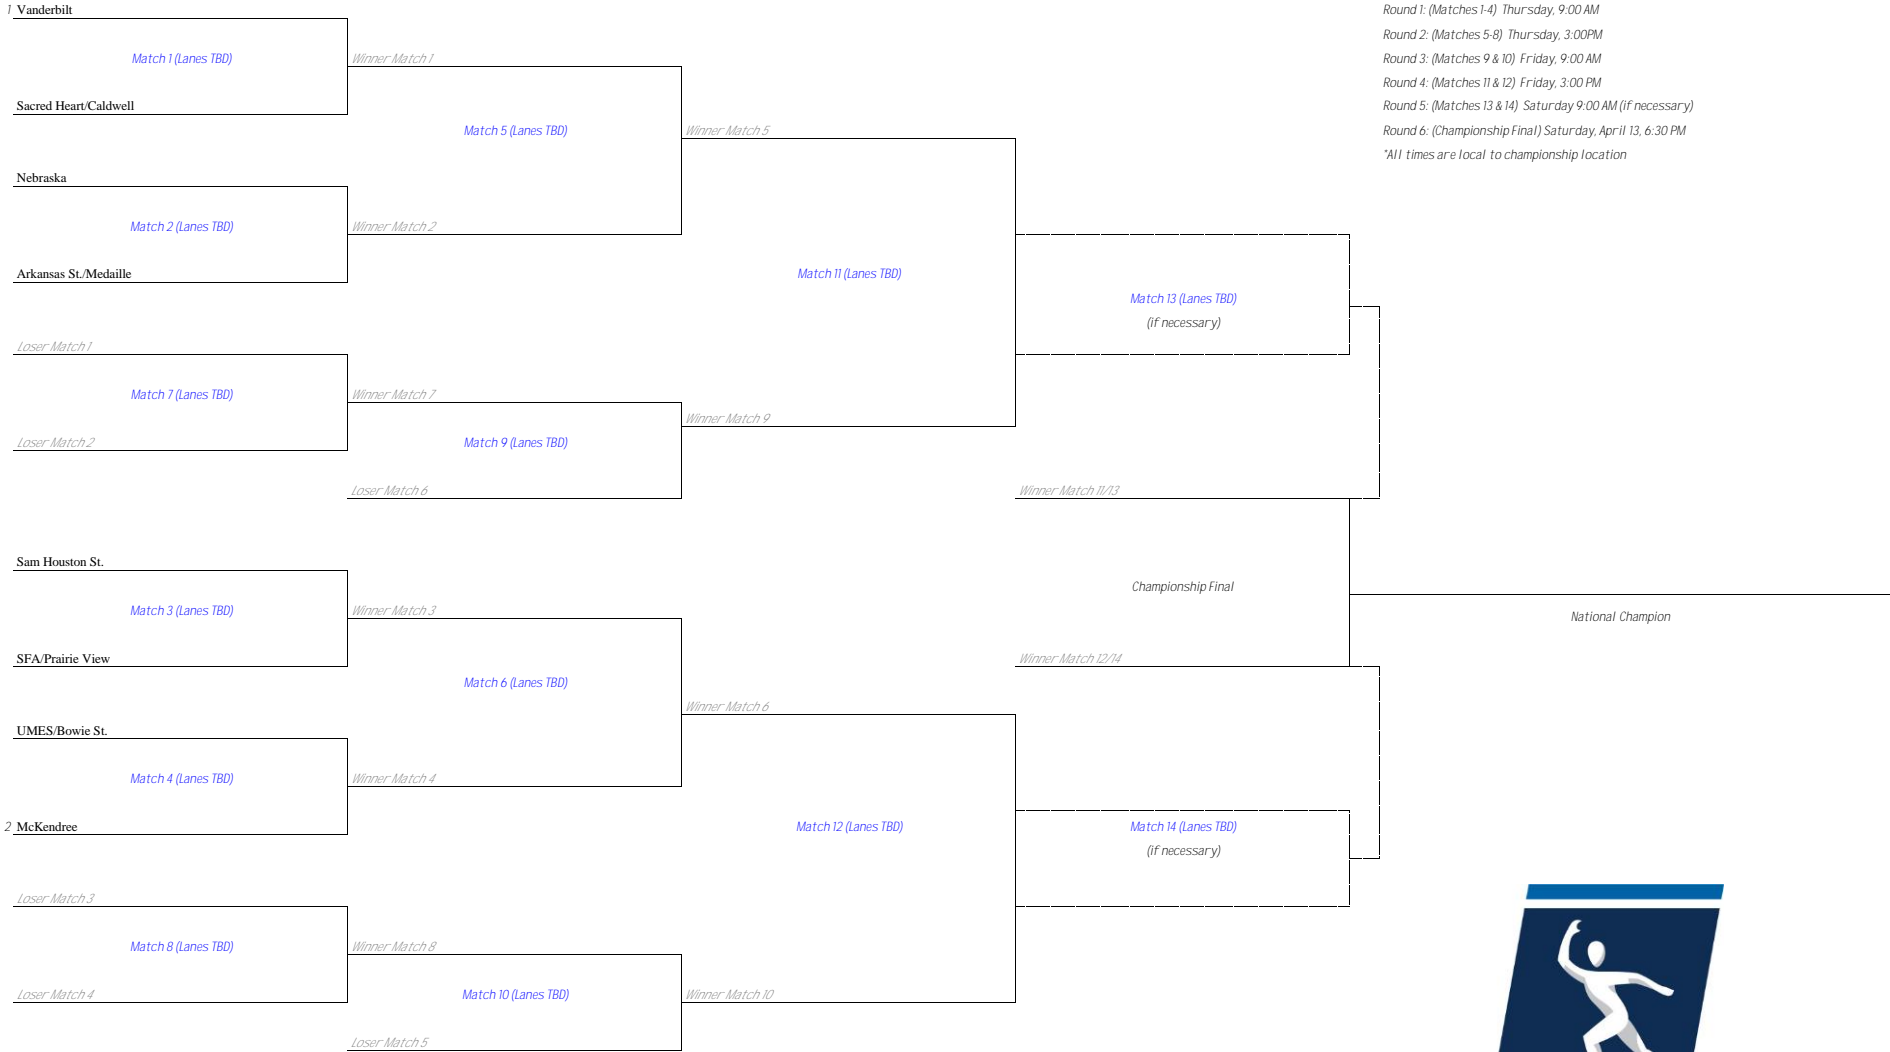 1 Vanderbilt
Match 1 (Lanes TBD)
Winner Match 1
Sacred Heart/Caldwell
Match 5 (Lanes TBD)
Winner Match 5
Nebraska
Match 2 (Lanes TBD)
Winner Match 2
Arkansas St./Medaille
Match 11 (Lanes TBD)
Match 13 (Lanes TBD)
(if necessary)
Loser Match 1
Match 7 (Lanes TBD)
Winner Match 7
Loser Match 2
Match 9 (Lanes TBD)
Winner Match 9
Loser Match 6
Winner Match 11/13
Sam Houston St.
Match 3 (Lanes TBD)
Winner Match 3
SFA/Prairie View
Championship Final
National Champion
Winner Match 12/14
Match 6 (Lanes TBD)
Winner Match 6
UMES/Bowie St.
Match 4 (Lanes TBD)
Winner Match 4
2 McKendree
Match 12 (Lanes TBD)
Match 14 (Lanes TBD)
(if necessary)
Loser Match 3
Match 8 (Lanes TBD)
Winner Match 8
Loser Match 4
Match 10 (Lanes TBD)
Winner Match 10
Loser Match 5
Round 1: (Matches 1-4) Thursday, 9:00 AM
Round 2: (Matches 5-8) Thursday, 3:00PM
Round 3: (Matches 9 & 10) Friday, 9:00 AM
Round 4: (Matches 11 & 12) Friday, 3:00 PM
Round 5: (Matches 13 & 14) Saturday 9:00 AM (if necessary)
Round 6: (Championship Final) Saturday, April 13, 6:30 PM
*All times are local to championship location